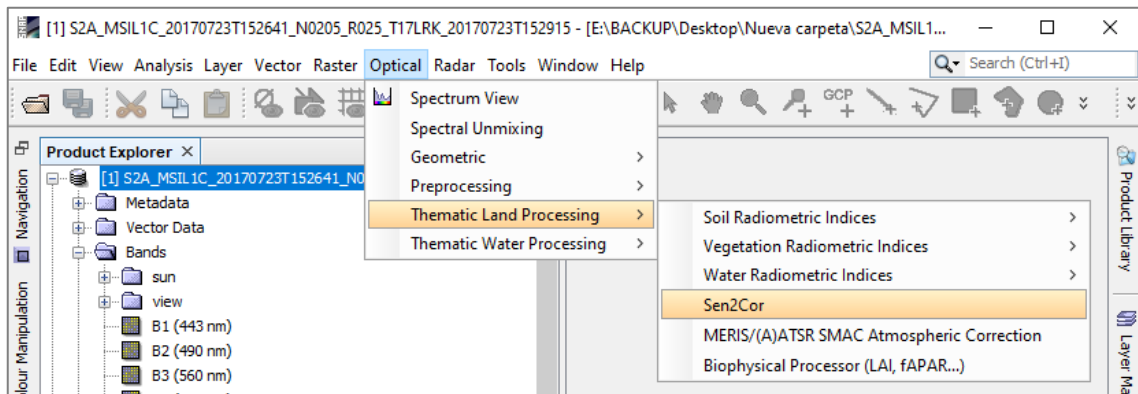 [1] S2A_MSIL1C_20170723T152641_N0205_R025_T17LRK_20170723T152915 - [E:\BACKUP\Desktop\Nueva carpeta\S2A_MSIL1...
File Edit View Analysis Layer Vector Raster Optical Radar Tools Window Help
Search (Ctrl+I)
GCP
Spectrum View
Spectral Unmixing
Geometric
Preprocessing
Thematic Land Processing
Thematic Water Processing
Soil Radiometric Indices
Vegetation Radiometric Indices
Water Radiometric Indices
Sen2Cor
MERIS/(A)ATSR SMAC Atmospheric Correction
Biophysical Processor (LAI, fAPAR...)
Product Explorer
[1] S2A_MSIL1C_20170723T152641_N0
Metadata
Vector Data
Bands
sun
view
B1 (443 nm)
B2 (490 nm)
B3 (560 nm)
Navigation
lour Manipulation
Product Library
Layer Ma